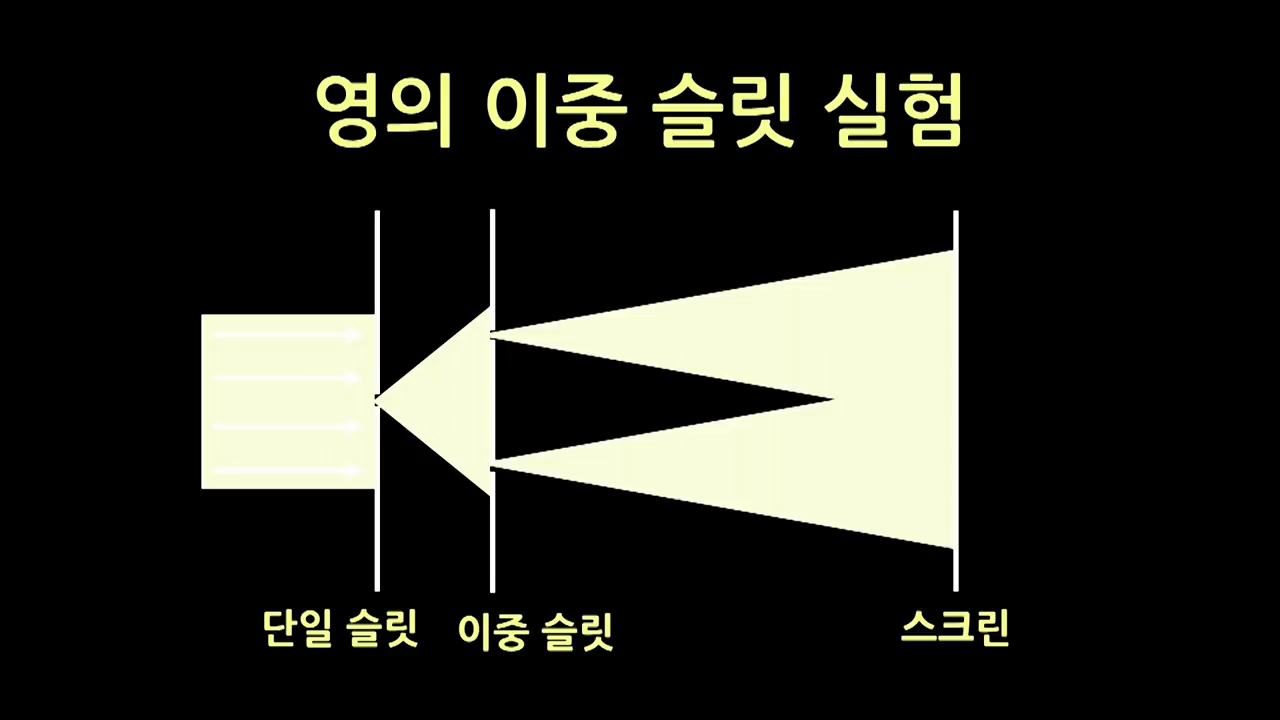 영의 이중 슬릿 실험
단일 슬릿
이중 슬릿
스크린